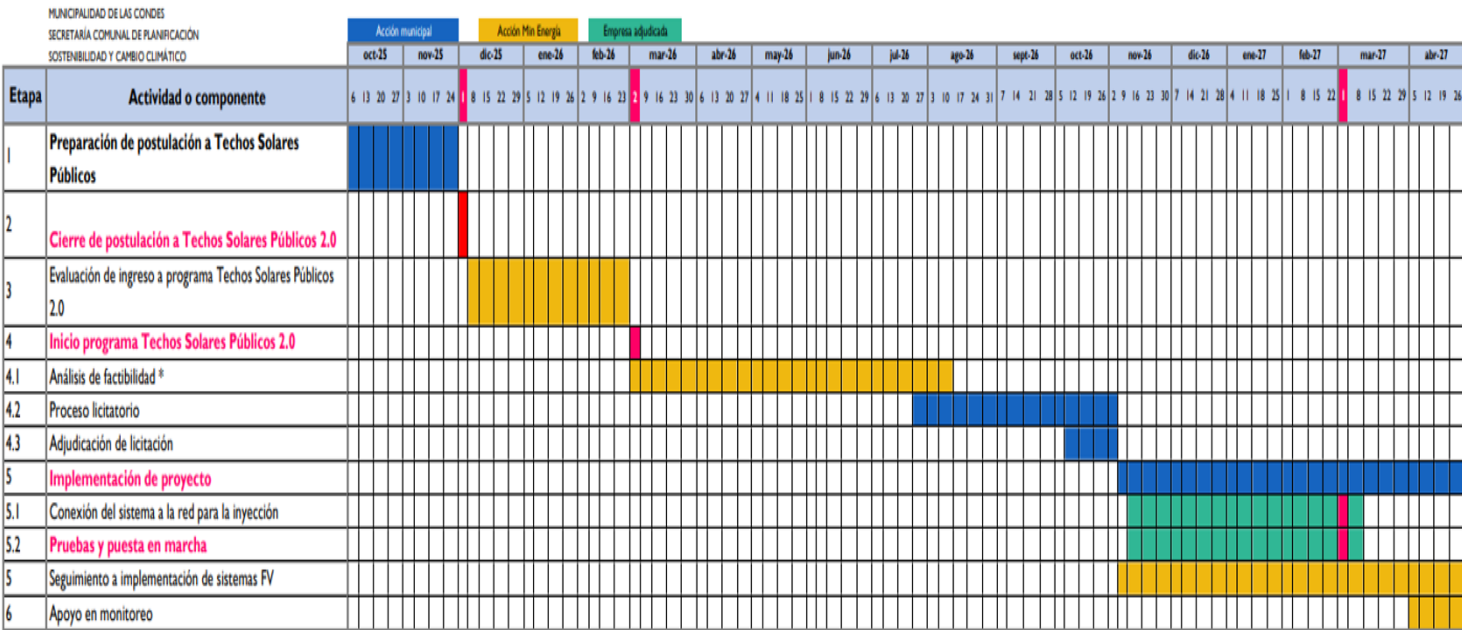 MUNICIPALIDAD DE LAS CONDES
SECRETARÍA COMUNAL DE PLANIFICACIÓN
SOSTENIBILIDAD Y CAMBIO CLIMÁTICO
Acción municipal Acción Min Energía Empresa adjudicada
oct-25 nov-25 dic-25 ene-26 feb-26 mar-26 abr-26 may-26 jun-26 jul-26 ago-26 sept-26 oct-26 nov-26 dic-26 ene-27 feb-27 mar-27 abr-27
Etapa Actividad o componente 6 13 20 27 3 10 17 24 1 8 15 22 29 5 12 19 26 2 9 16 23 2 9 16 23 30 6 13 20 27 4 11 18 25 1 8 15 22 29 6 13 20 27 3 10 17 24 31 7 14 21 28 5 12 19 26 2 9 16 23 30 7 14 21 28 4 11 18 25 1 8 15 22 1 8 15 22 29 5 12 19 26
1 Preparación de postulación a Techos Solares
Públicos
2 Cierre de postulación a Techos Solares Públicos 2.0
3 Evaluación de ingreso a programa Techos Solares Públicos
2.0
4 Inicio programa Techos Solares Públicos 2.0
4.1 Análisis de factibilidad *
4.2 Proceso licitatorio
4.3 Adjudicación de licitación
5 Implementación de proyecto
5.1 Conexión del sistema a la red para la inyección
5.2 Pruebas y puesta en marcha
5 Seguimiento a implementación de sistemas FV
6 Apoyo en monitoreo